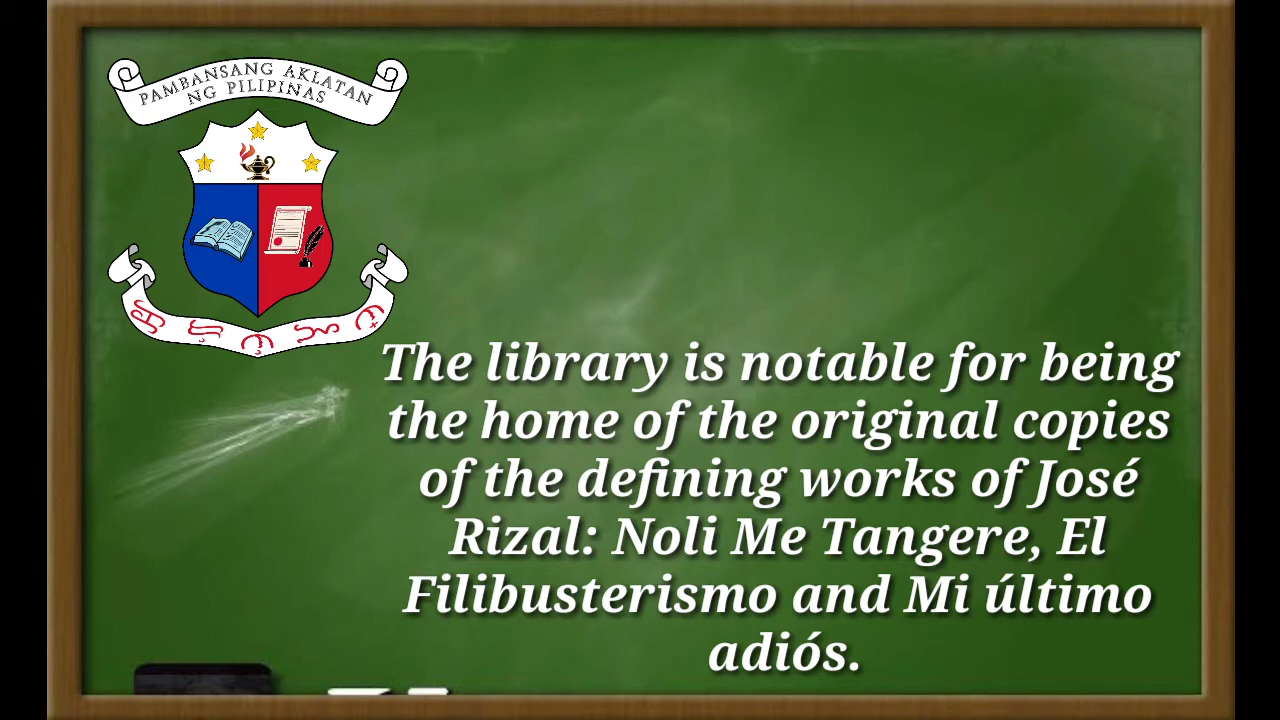 PAMBANSANG AKLATAN
NG PILIPINAS
The library is notable for being
the home of the original copies
of the defining works of José
Rizal: Noli Me Tangere, El
Filibusterismo and Mi último
adiós.